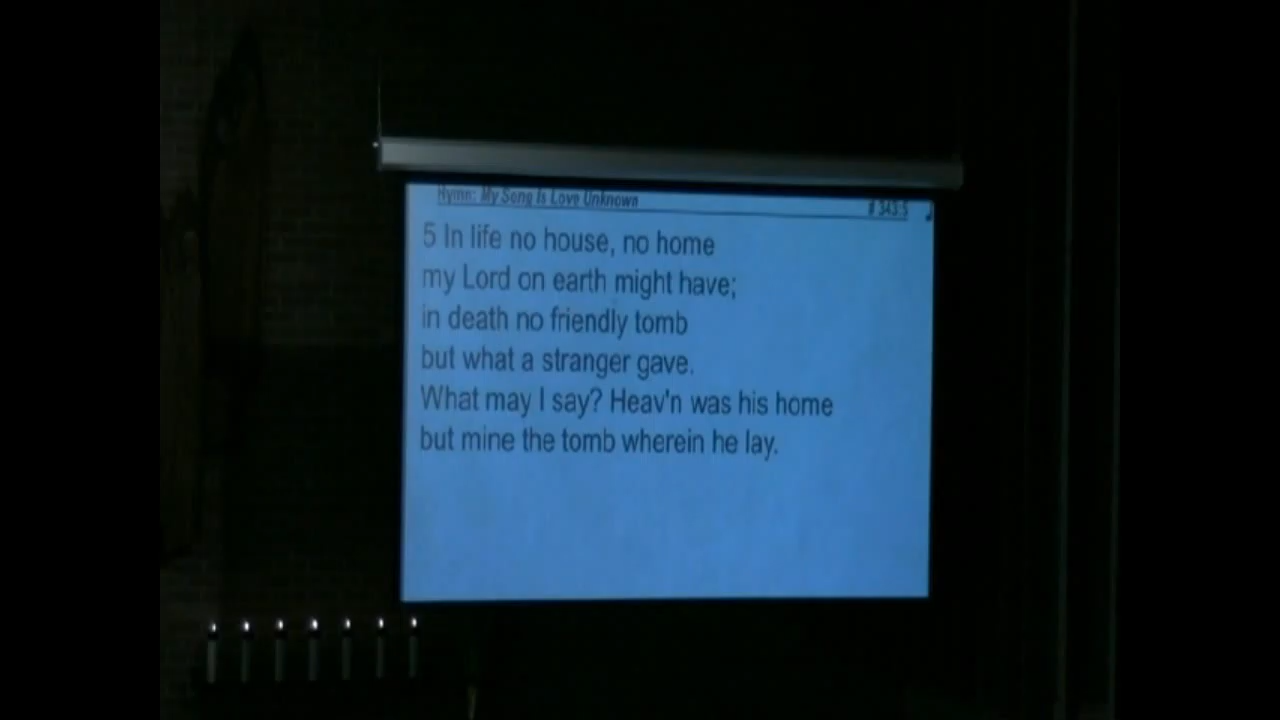 Hymn: My Song Is Love Unknown # 343:5
5 In life no house, no home
my Lord on earth might have;
in death no friendly tomb
but what a stranger gave.
What may I say? Heav'n was his home
but mine the tomb wherein he lay.